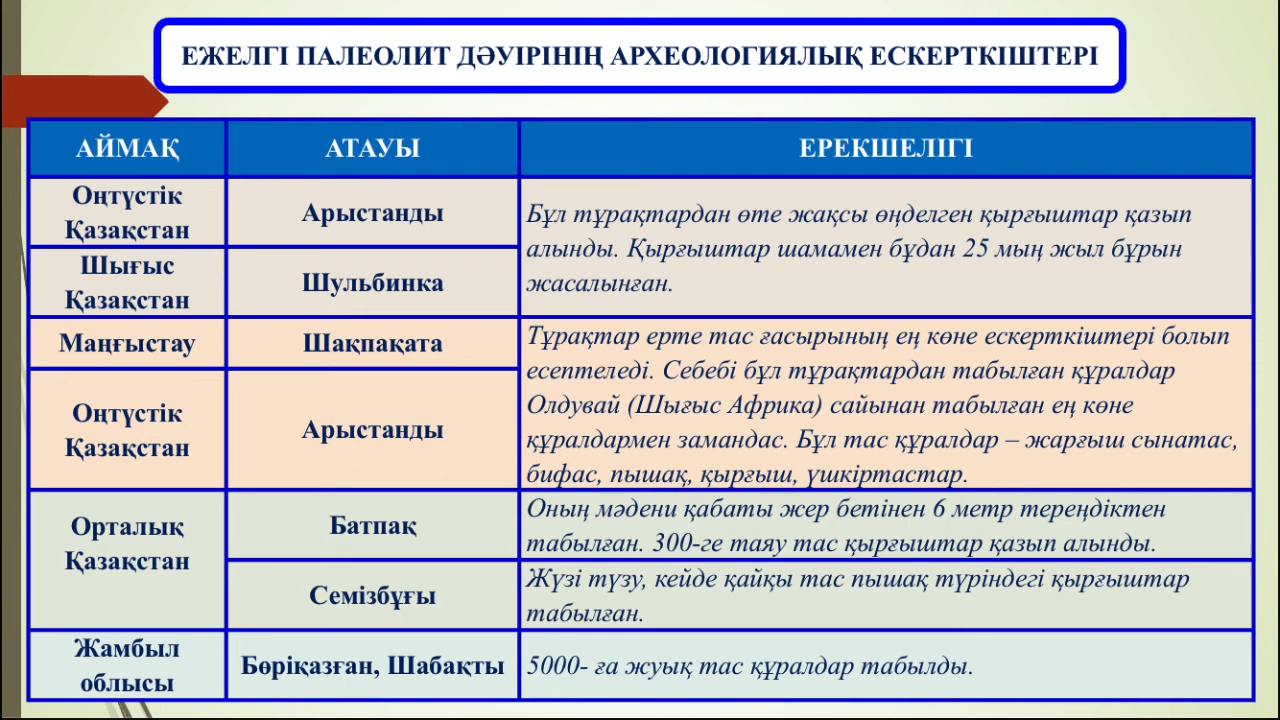 ЕЖЕЛГІ ПАЛЕОЛИТ ДӘУІРІНІҢ АРХЕОЛОГИЯЛЫҚ ЕСКЕРТКІШТЕРІ
АЙМАҚ
АТАУЫ
ЕРЕКШЕЛІГІ
Оңтүстік
Қазақстан
Арыстанды
Бұл тұрақтардан өте жақсы өңделген қырғыштар қазып
алынды. Қырғыштар шамамен бұдан 25 мың жыл бұрын
жасалынған.
Шығыс
Қазақстан
Шульбинка
Маңғыстау
Шақпақата
Тұрақтар ерте тас ғасырының ең көне ескерткіштері болып
есептеледі. Себебі бұл тұрақтардан табылған құралдар
Олдувай (Шығыс Африка) сайынан табылған ең көне
құралдармен замандас. Бұл тас құралдар – жарғыш сынатас,
бифас, пышақ, қырғыш, үшкіртастар.
Оңтүстік
Қазақстан
Арыстанды
Орталық
Қазақстан
Батпақ
Оның мәдени қабаты жер бетінен 6 метр тереңдіктен
табылған. 300-ге таяу тас қырғыштар қазып алынды.
Семізбұғы
Жүзі түзу, кейде қайқы тас пышақ түріндегі қырғыштар
табылған.
Жамбыл
облысы
Бөріқазған, Шабақты
5000- ға жуық тас құралдар табылды.